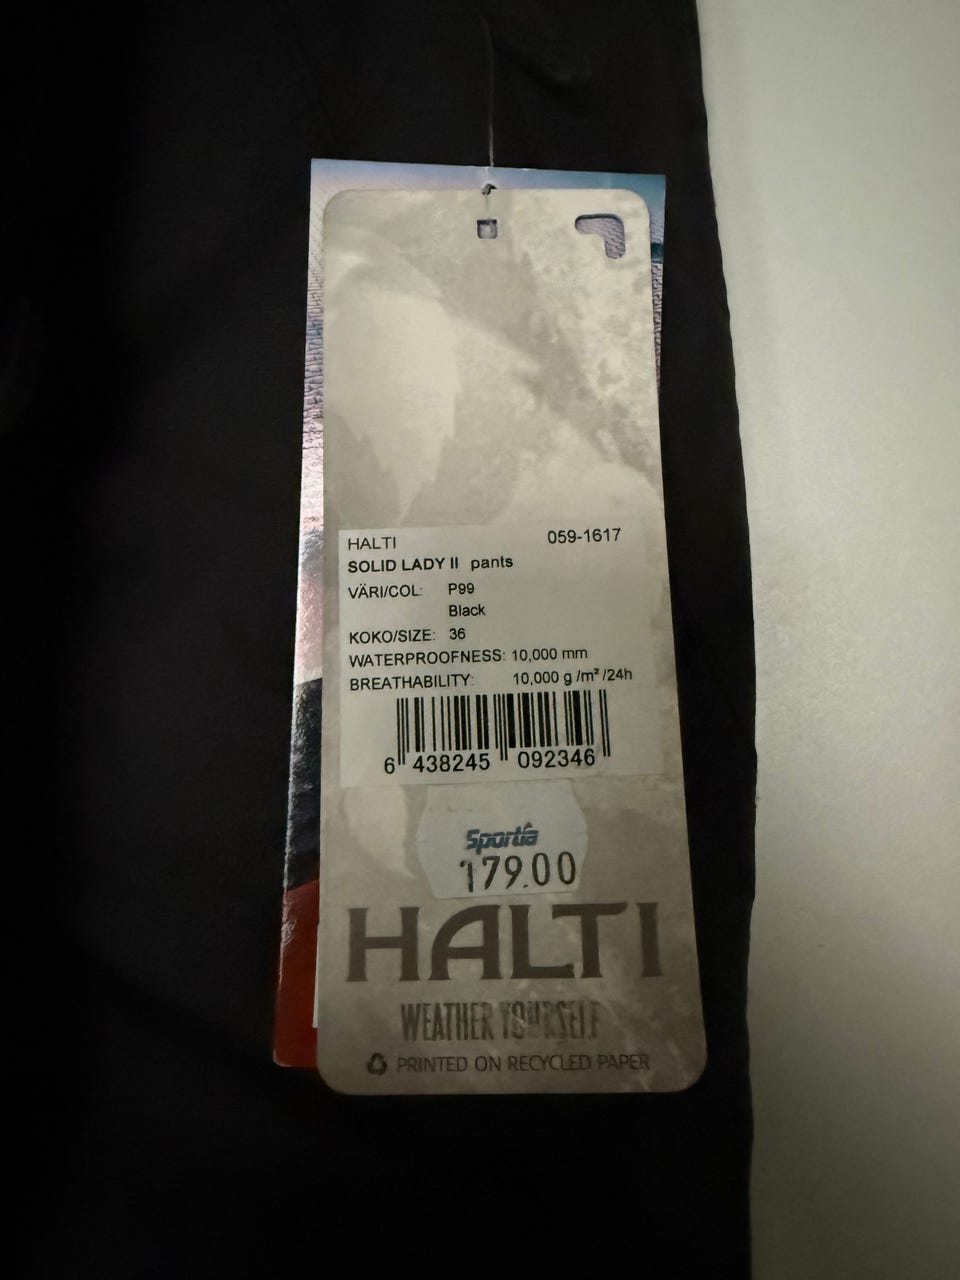 HALTI 059-1617
SOLID LADY II pants
VÄRI/COL: P99
Black
KOKO/SIZE: 36
WATERPROOFNESS: 10,000 mm
BREATHABILITY: 10,000 g/m²/24h
6 438245 092346
Sportia
179.00
HALTI
WEATHER YOURSELF
PRINTED ON RECYCLED PAPER